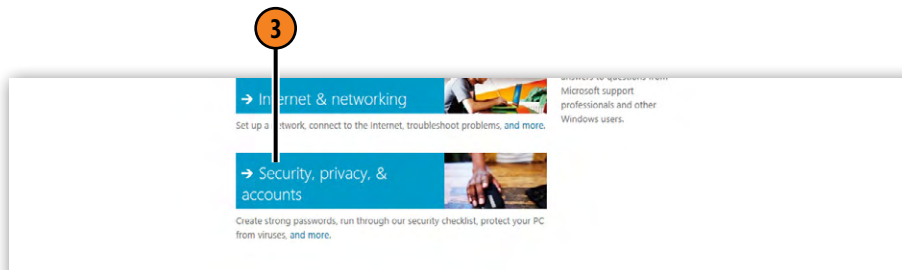 3
→ Internet & networking
Set up a network, connect to the Internet, troubleshoot problems, and more.
→ Security, privacy, &
accounts
Create strong passwords, run through our security checklist, protect your PC
from viruses, and more.
answers to questions from
Microsoft support
professionals and other
Windows users.